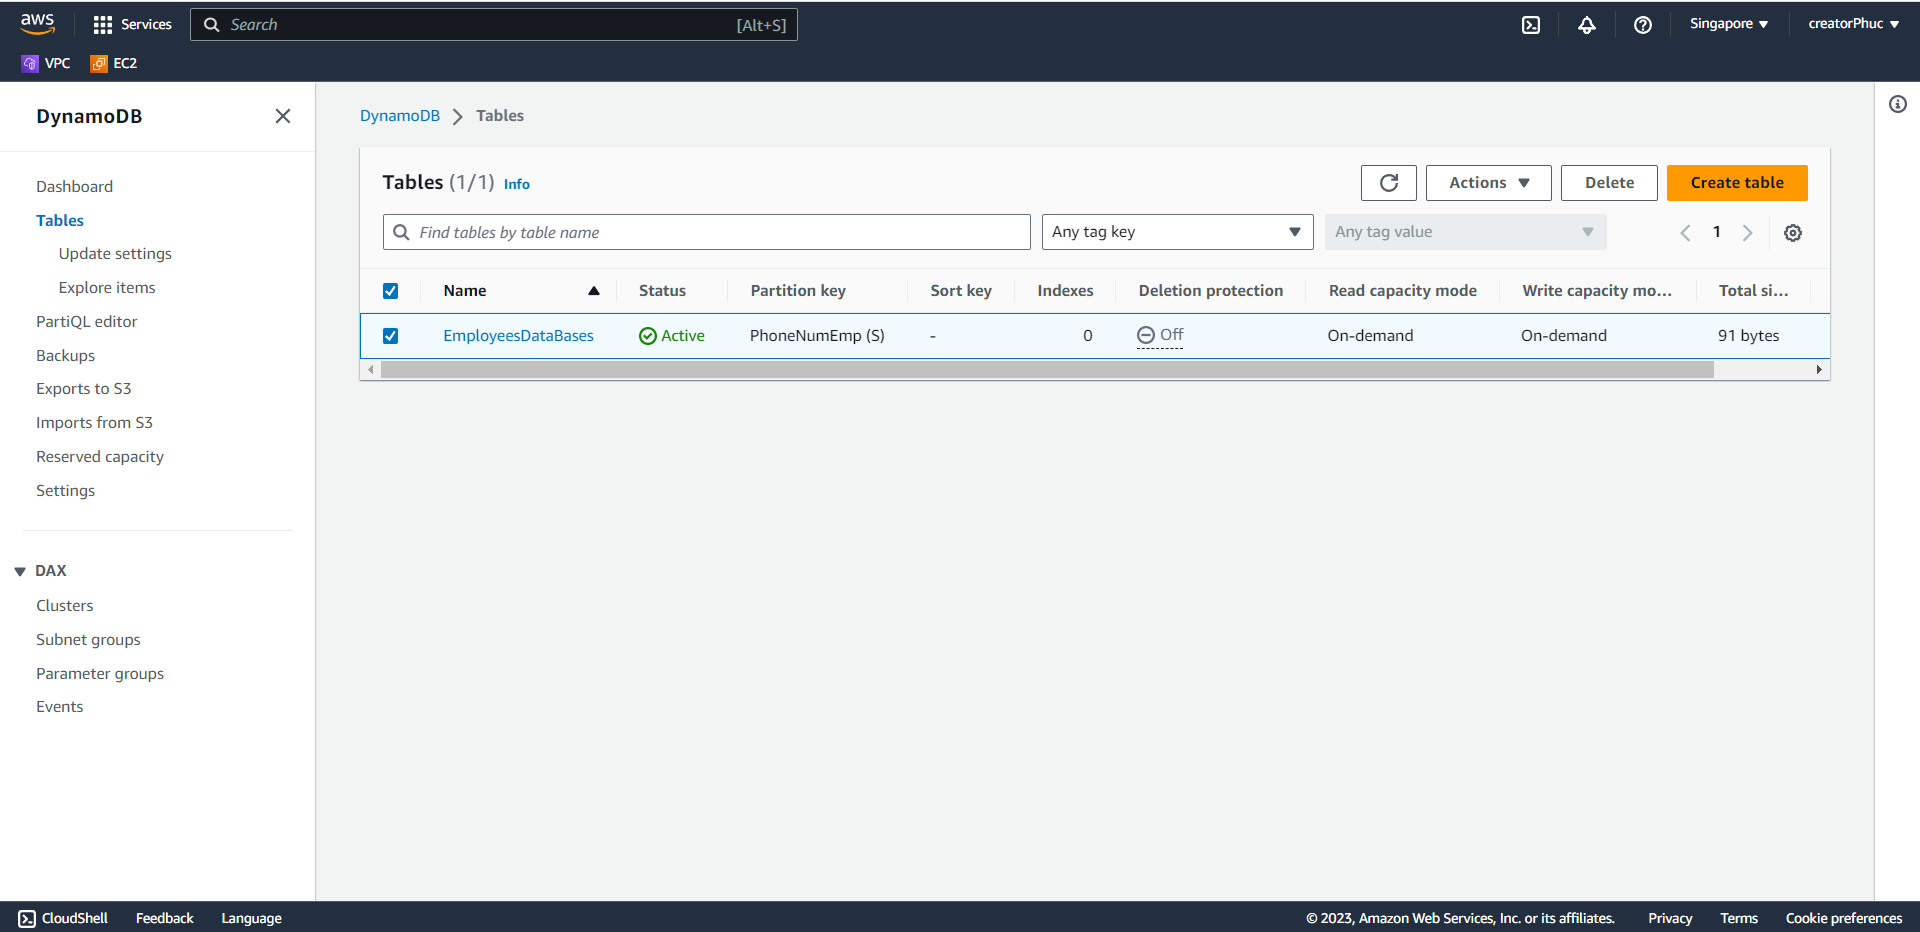 aws Services Search [Alt+S] Singapore creatorPhuc
VPC EC2
DynamoDB
Dashboard
Tables
Update settings
Explore items
PartiQL editor
Backups
Exports to S3
Imports from S3
Reserved capacity
Settings
DAX
Clusters
Subnet groups
Parameter groups
Events
DynamoDB Tables
Tables (1/1) Info Actions Delete Create table
Find tables by table name Any tag key Any tag value 1
Name Status Partition key Sort key Indexes Deletion protection Read capacity mode Write capacity mo... Total si...
EmployeesDataBases Active PhoneNumEmp (S) - 0 Off On-demand On-demand 91 bytes
CloudShell Feedback Language © 2023, Amazon Web Services, Inc. or its affiliates. Privacy Terms Cookie preferences